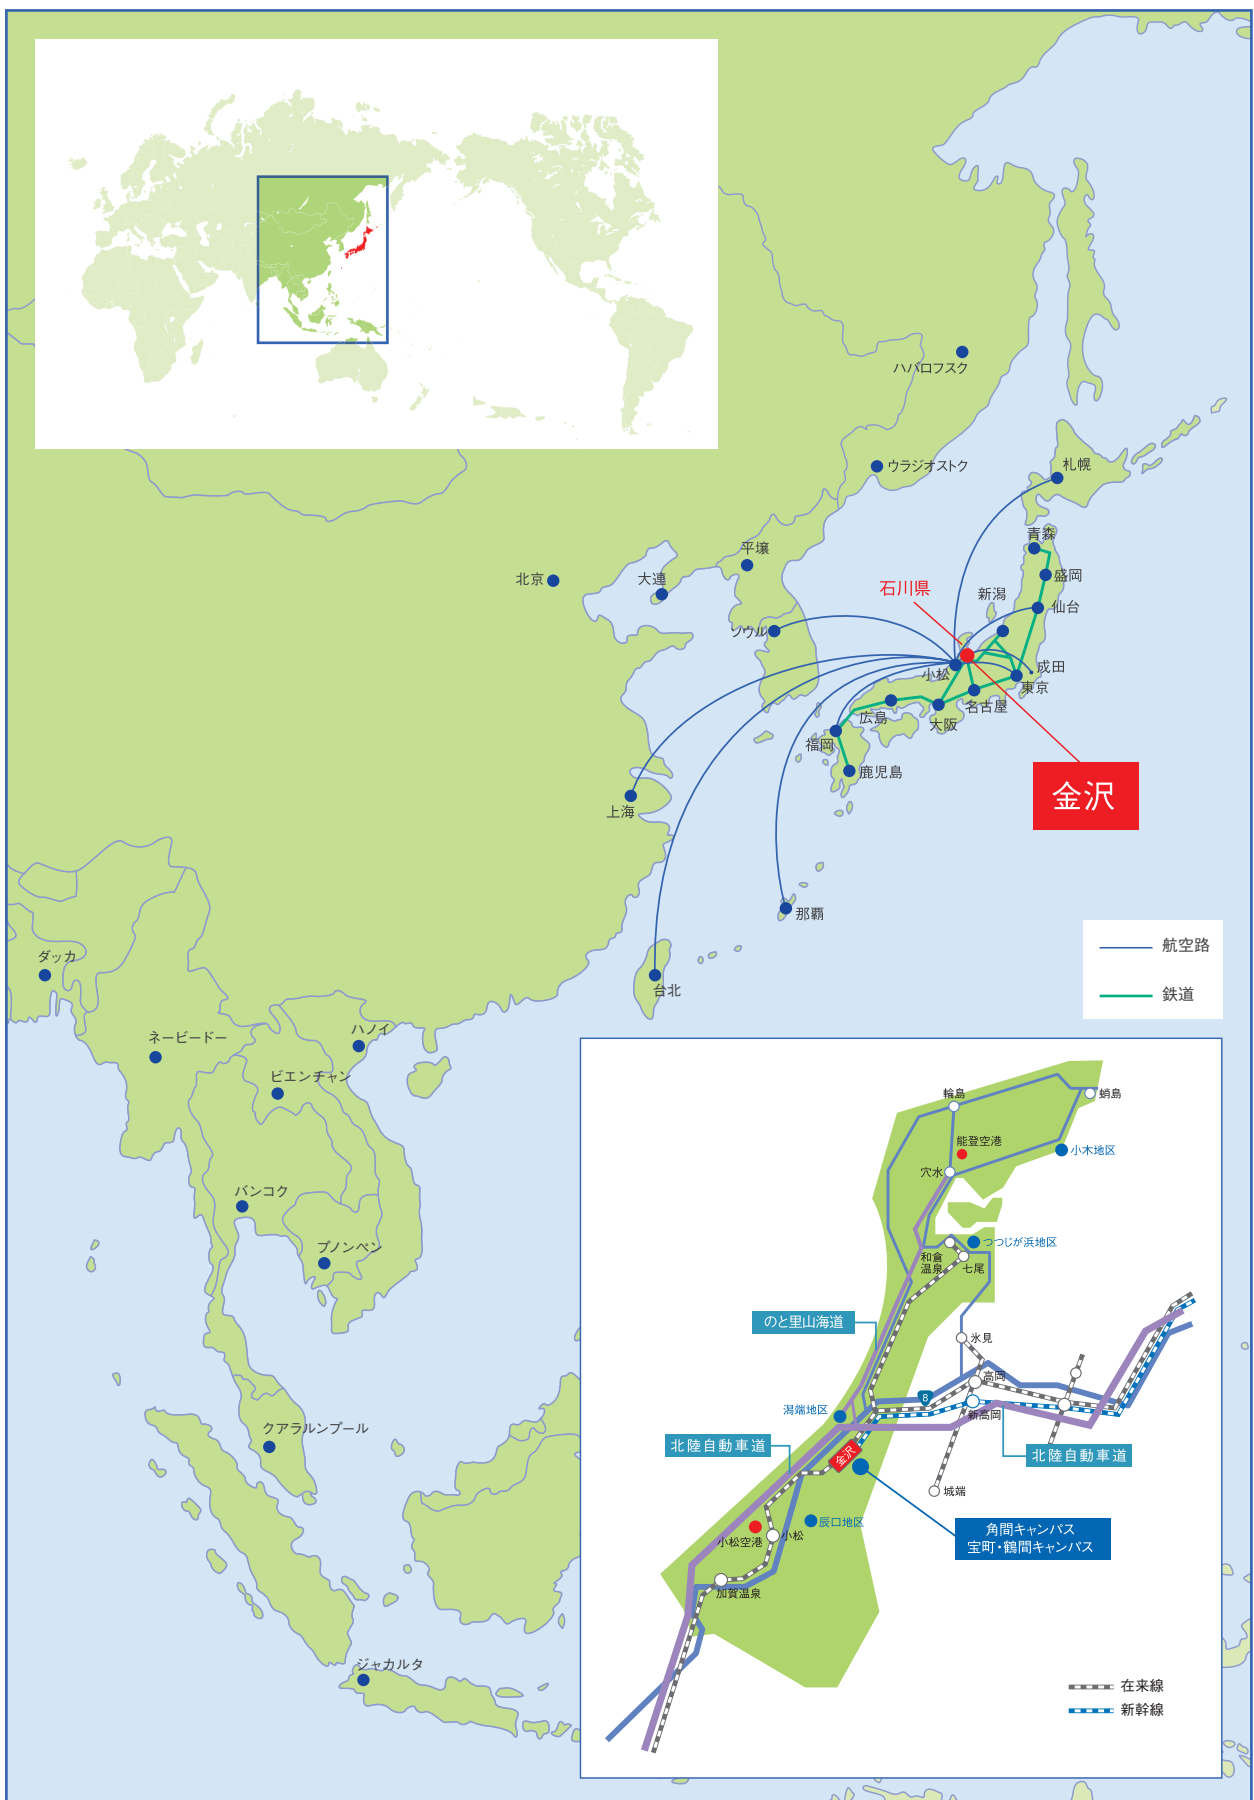 ハバロフスク
ウラジオストク
札幌
青森
盛岡
仙台
新潟
石川県
平壌
北京
大連
ソウル
小松
成田
東京
名古屋
大阪
広島
福岡
鹿児島
金沢
上海
那覇
台北
航空路
鉄道
ダッカ
ネーピードー
ハノイ
ビエンチャン
バンコク
プノンペン
クアラルンプール
ジャカルタ
輪島
蛸島
能登空港
小木地区
穴水
つつじが浜地区
和倉
温泉
七尾
のと里山海道
氷見
高岡
8
新高岡
潟端地区
北陸自動車道
金沢
北陸自動車道
城端
角間キャンパス
宝町・鶴間キャンパス
辰口地区
小松空港
小松
加賀温泉
在来線
新幹線